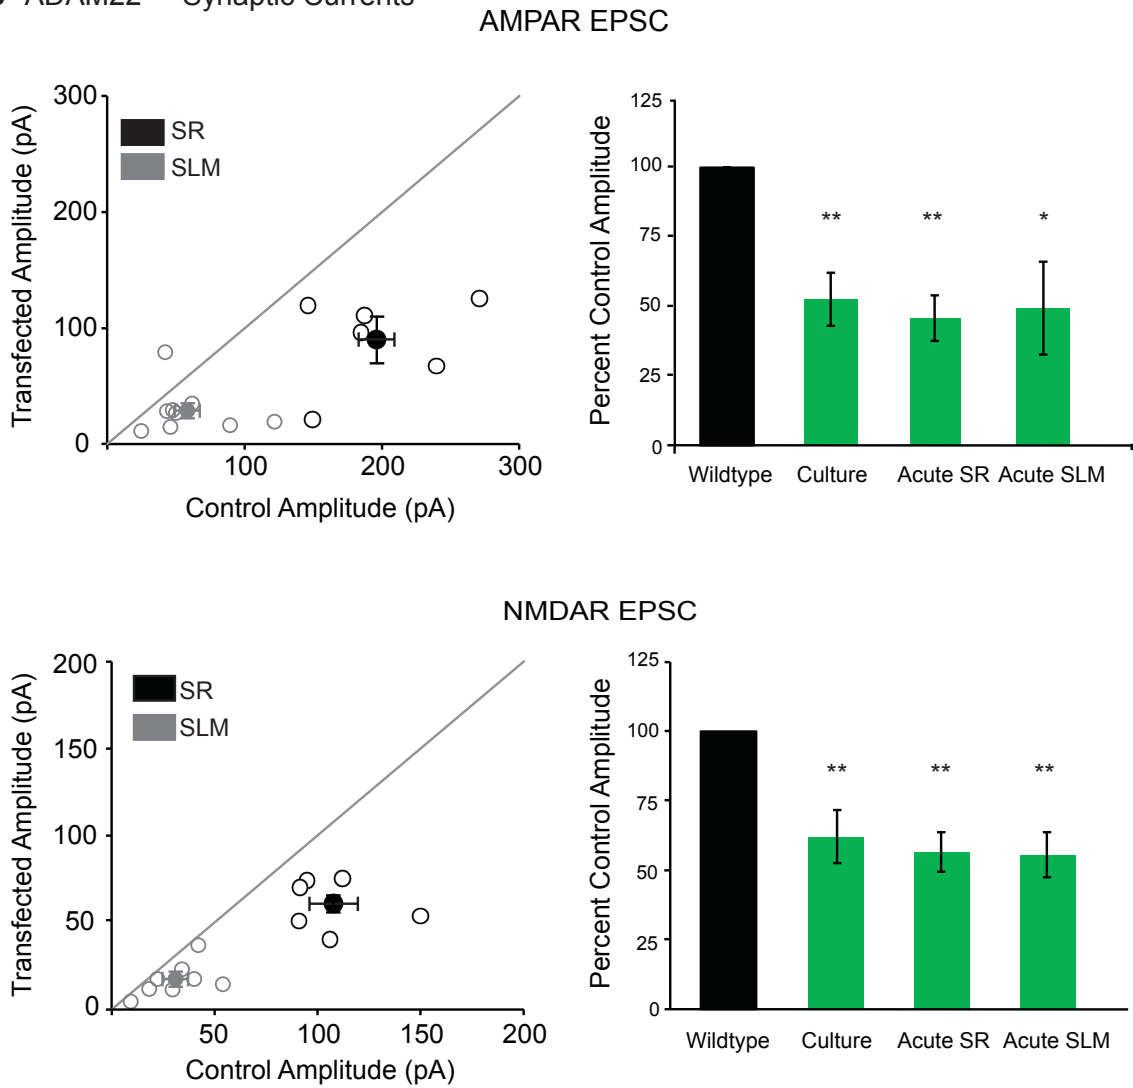 ADAM22 Synaptic Currents
AMPAR EPSC
300
200
100
0
100 200 300
Transfected Amplitude (pA)
Control Amplitude (pA)
SR
SLM
125
100
75
50
25
0
Percent Control Amplitude
** ** *
Wildtype Culture Acute SR Acute SLM
NMDAR EPSC
200
150
100
50
0
50 100 150 200
Transfected Amplitude (pA)
Control Amplitude (pA)
SR
SLM
125
100
75
50
25
0
Percent Control Amplitude
** ** **
Wildtype Culture Acute SR Acute SLM